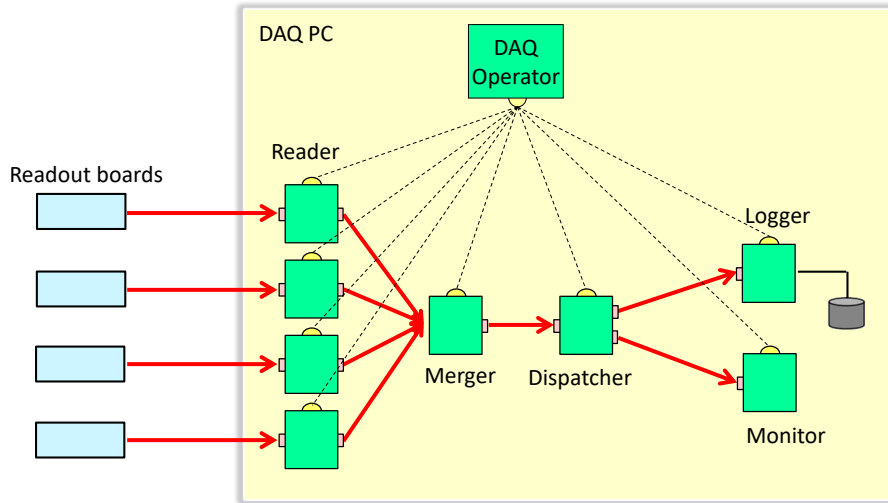 DAQ PC
DAQ
Operator
Reader
Readout boards
Logger
Merger
Dispatcher
Monitor